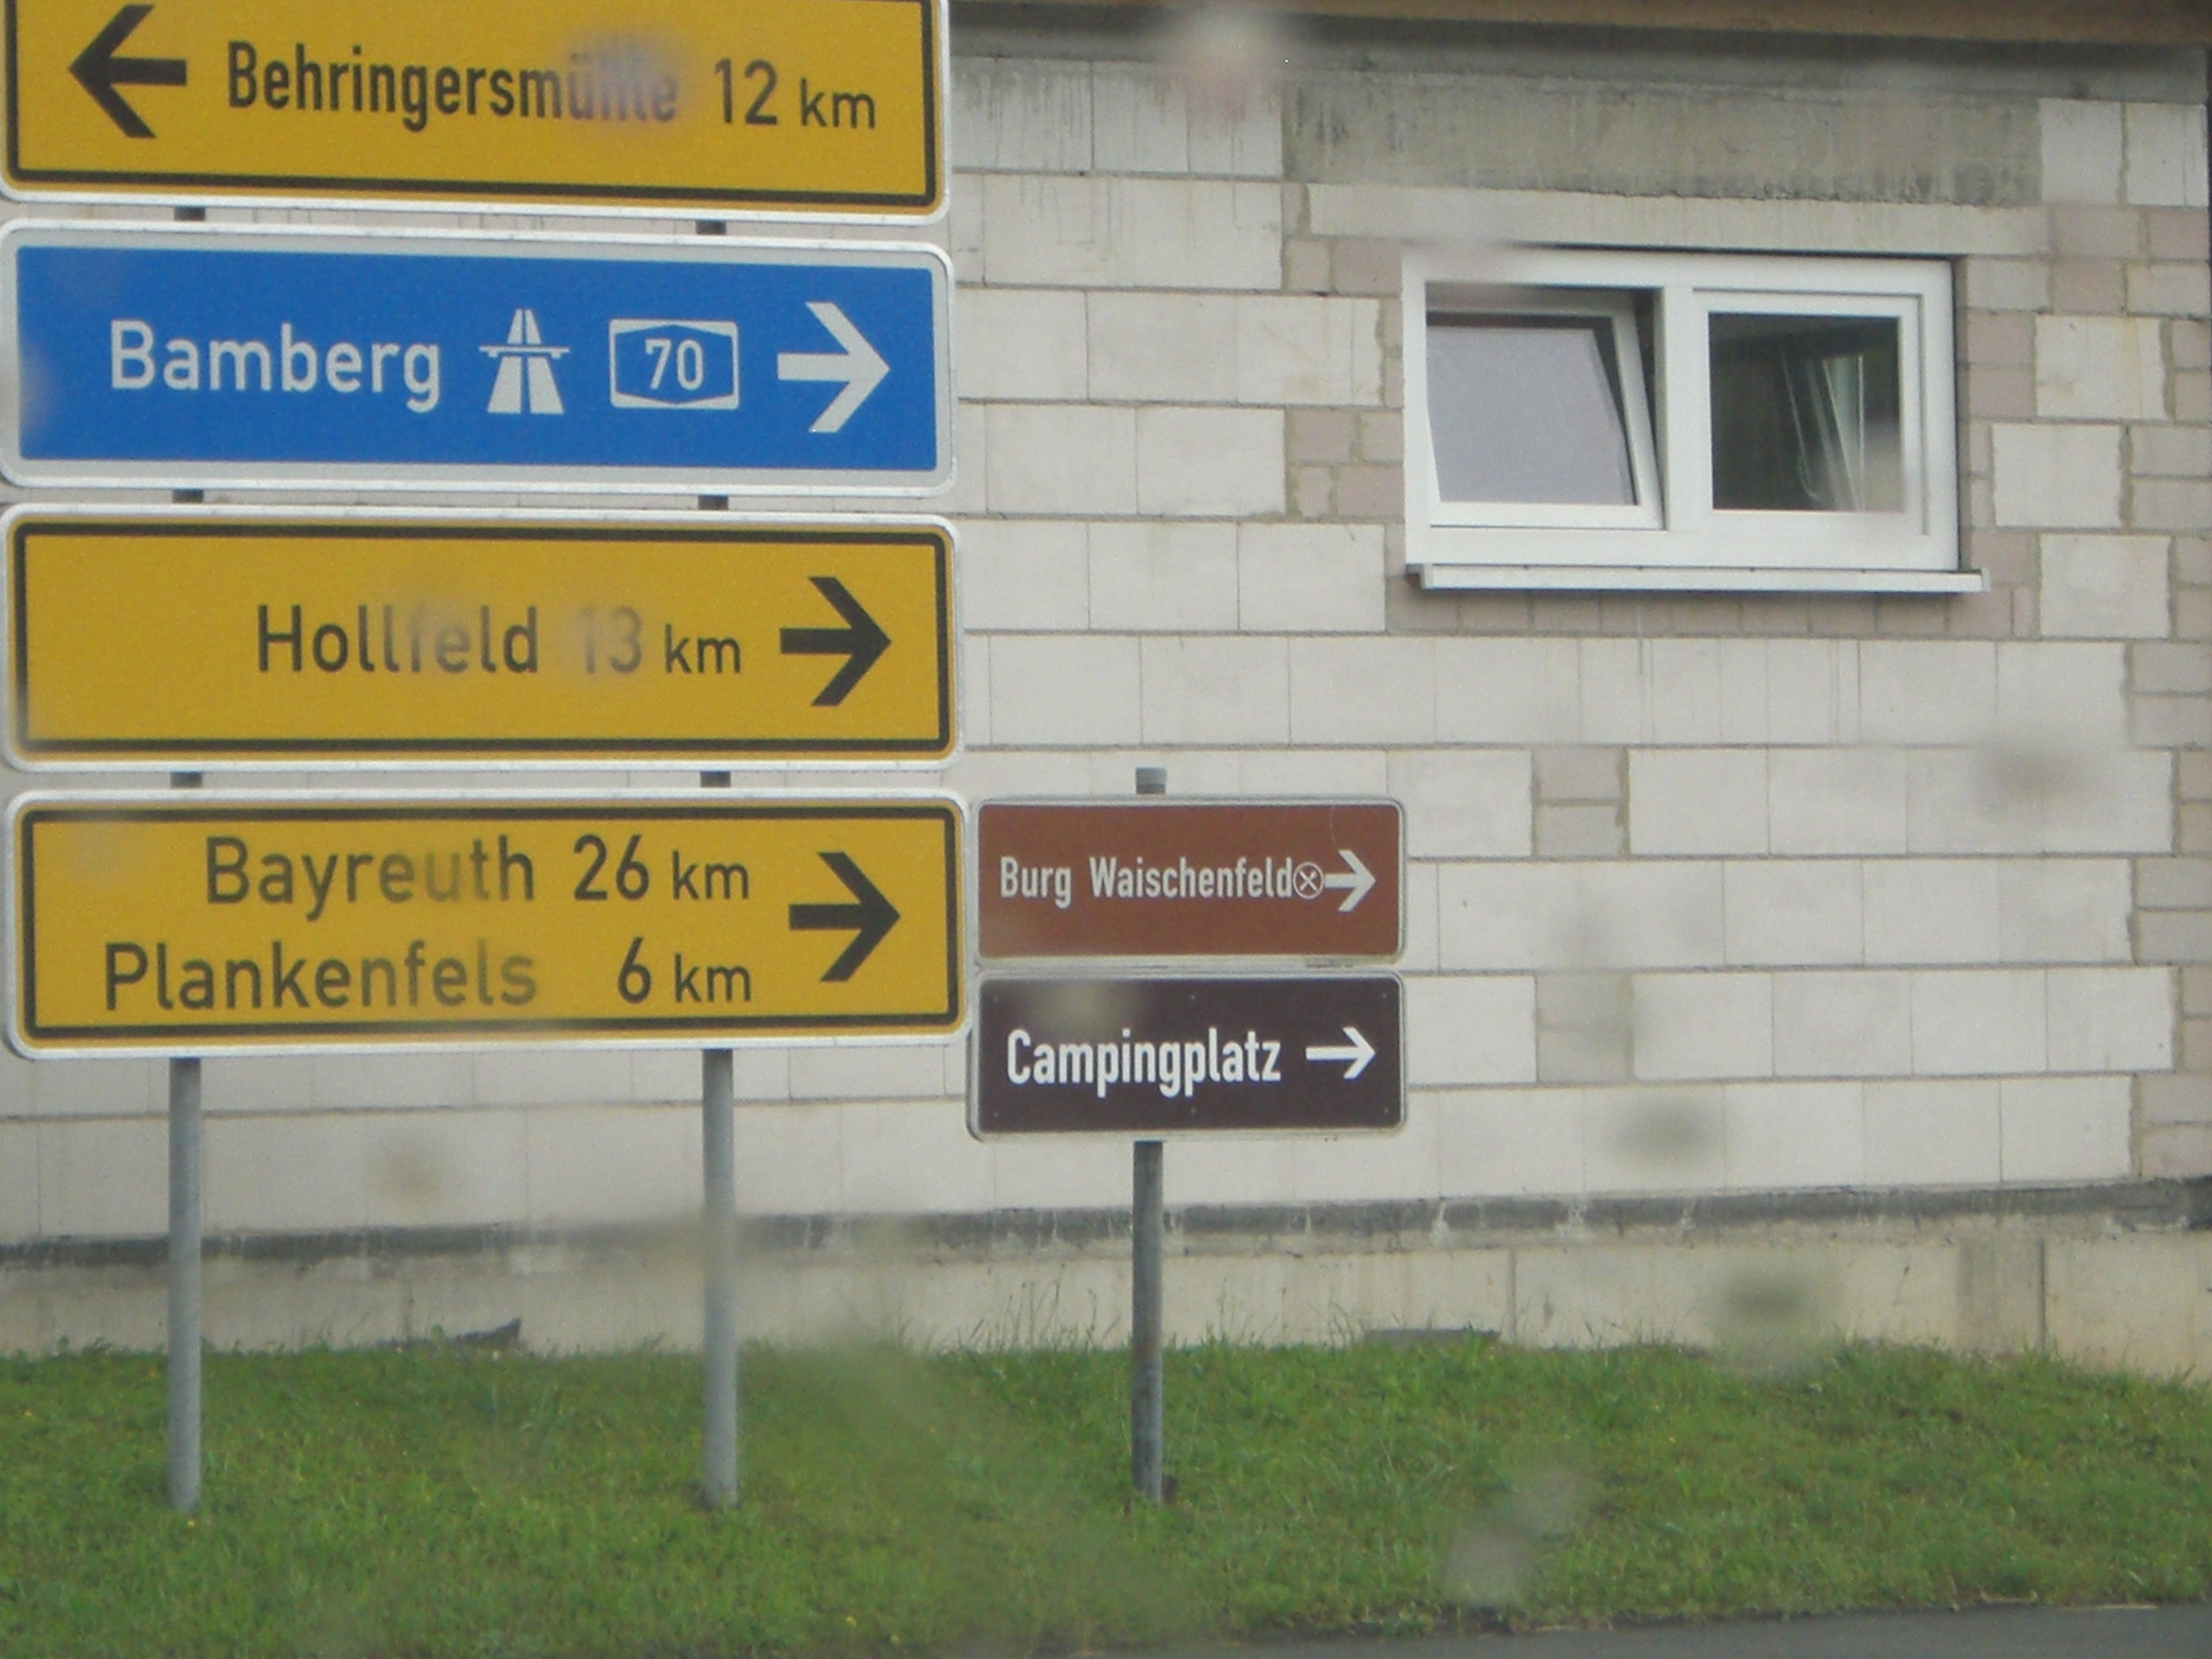 Behringersmühle 12 km
Bamberg 70
Hollfeld 13 km
Bayreuth 26 km
Plankenfels 6 km
Burg Waischenfeld
Campingplatz